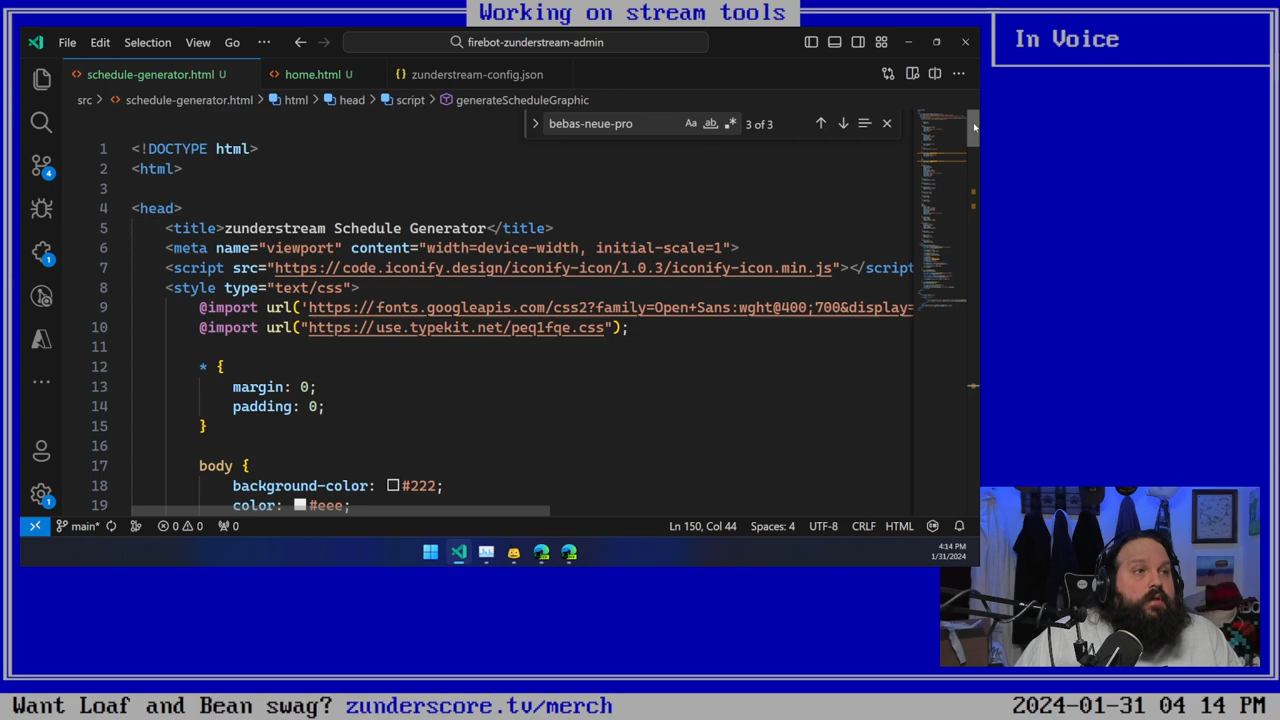 Working on stream tools
In Voice
File Edit Selection View Go ··· firebot-zunderstream-admin
schedule-generator.html U home.html U zunderstream-config.json
src > schedule-generator.html > html > head > script > generateScheduleGraphic
bebas-neue-pro Aa ab 3 of 3
1 <!DOCTYPE html>
2 <html>
3
4 <head>
5 <title>zunderstream Schedule Generator</title>
6 <meta name="viewport" content="width=device-width, initial-scale=1">
7 <script src="https://code.iconify.design/iconify-icon/1.0.3/iconify-icon.min.js"></script
8 <style type="text/css">
9 @import url('https://fonts.googleapis.com/css2?family=Open+Sans:wght@400;700&display=
10 @import url("https://use.typekit.net/peq1fqe.css");
11
12 * {
13 margin: 0;
14 padding: 0;
15 }
16
17 body {
18 background-color: #222;
19 color: #eee;
4
1
1
main* 0 0 0 Ln 150, Col 44 Spaces: 4 UTF-8 CRLF HTML
4:14 PM
1/31/2024
Want Loaf and Bean swag? zunderscore.tv/merch
2024-01-31 04 14 PM